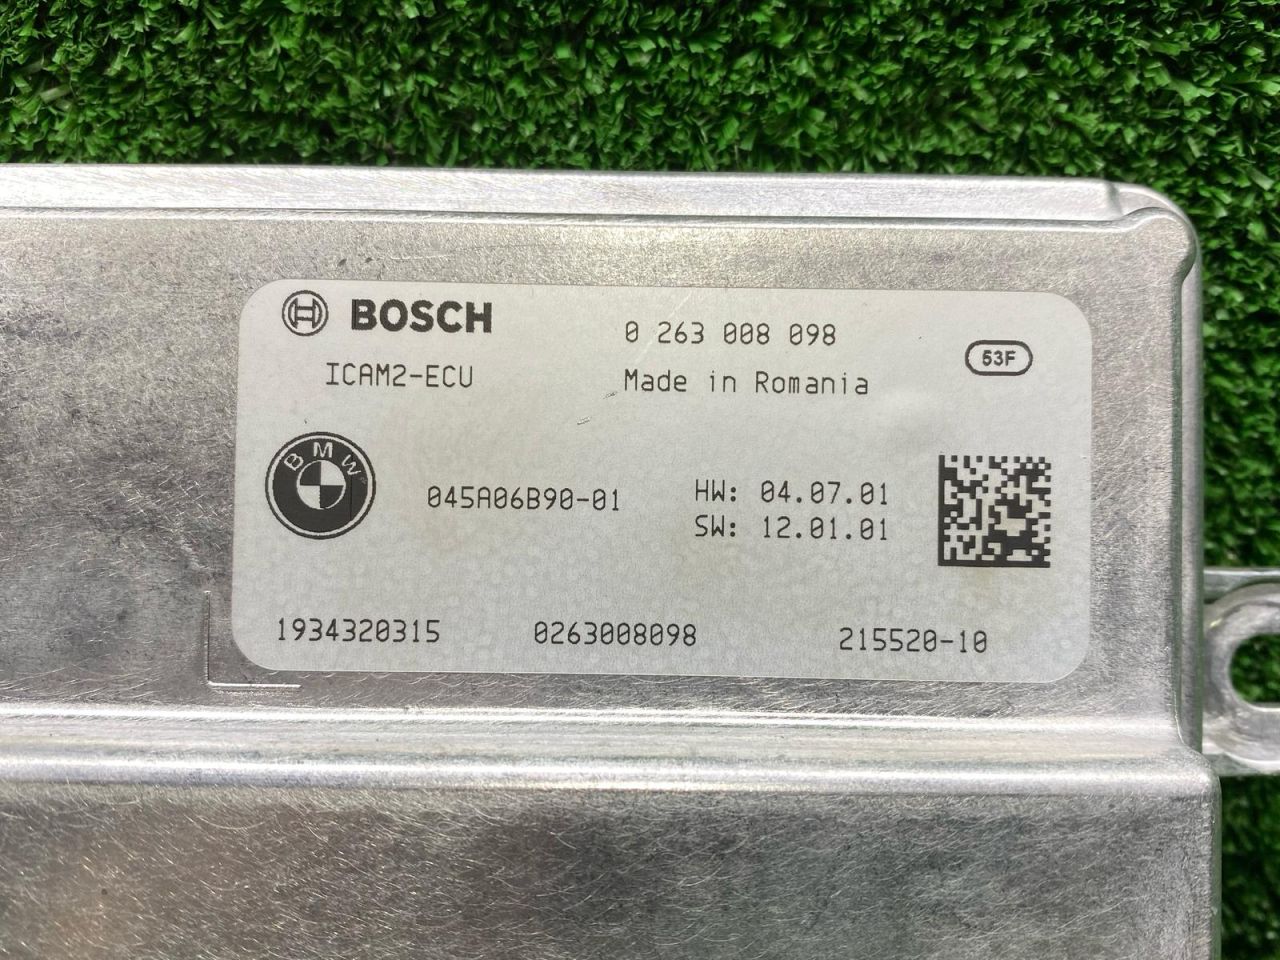 BOSCH
0 263 008 098
53F
ICAM2-ECU
Made in Romania
BMW
045A06B90-01
HW: 04.07.01
SW: 12.01.01
1934320315
0263008098
215520-10